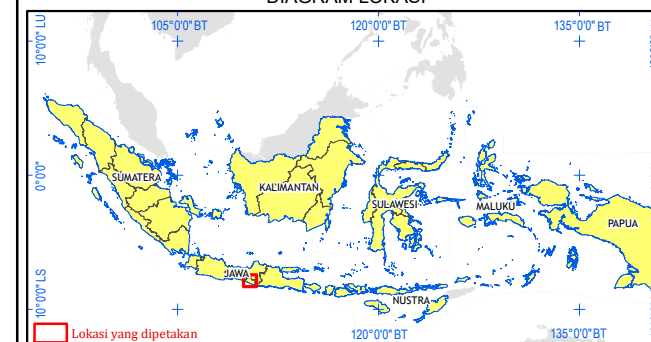 DIAGRAM LOKASI
105°0'0" BT
120°0'0"BT
135°0'0"BT
10°0'0" LU
0°0'0"
10°0'0" LS
SUMATERA
KALIMANTAN
SULAWESI
MALUKU
PAPUA
JAWA
NUSTRA
Lokasi yang dipetakan
120°0'0"BT
135°0'0"BT